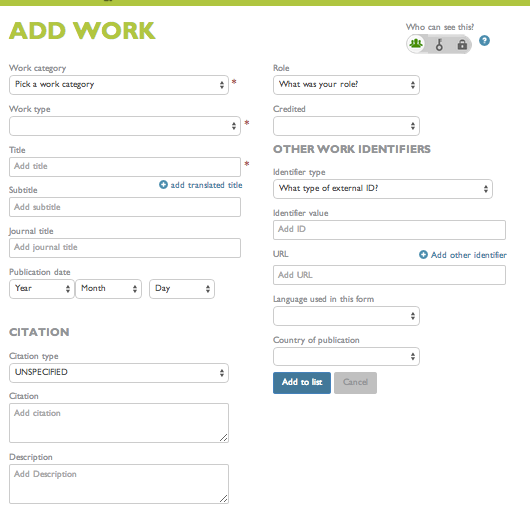 ADD WORK
Who can see this?
?
Work category
Pick a work category *
Work type
*
Title
Add title *
add translated title
Subtitle
Add subtitle
Journal title
Add journal title
Publication date
Year Month Day
CITATION
Citation type
UNSPECIFIED
Citation
Add citation
Description
Add Description
Role
What was your role?
Credited
OTHER WORK IDENTIFIERS
Identifier type
What type of external ID?
Identifier value
Add ID
URL Add other identifier
Add URL
Language used in this form
Country of publication
Add to list Cancel